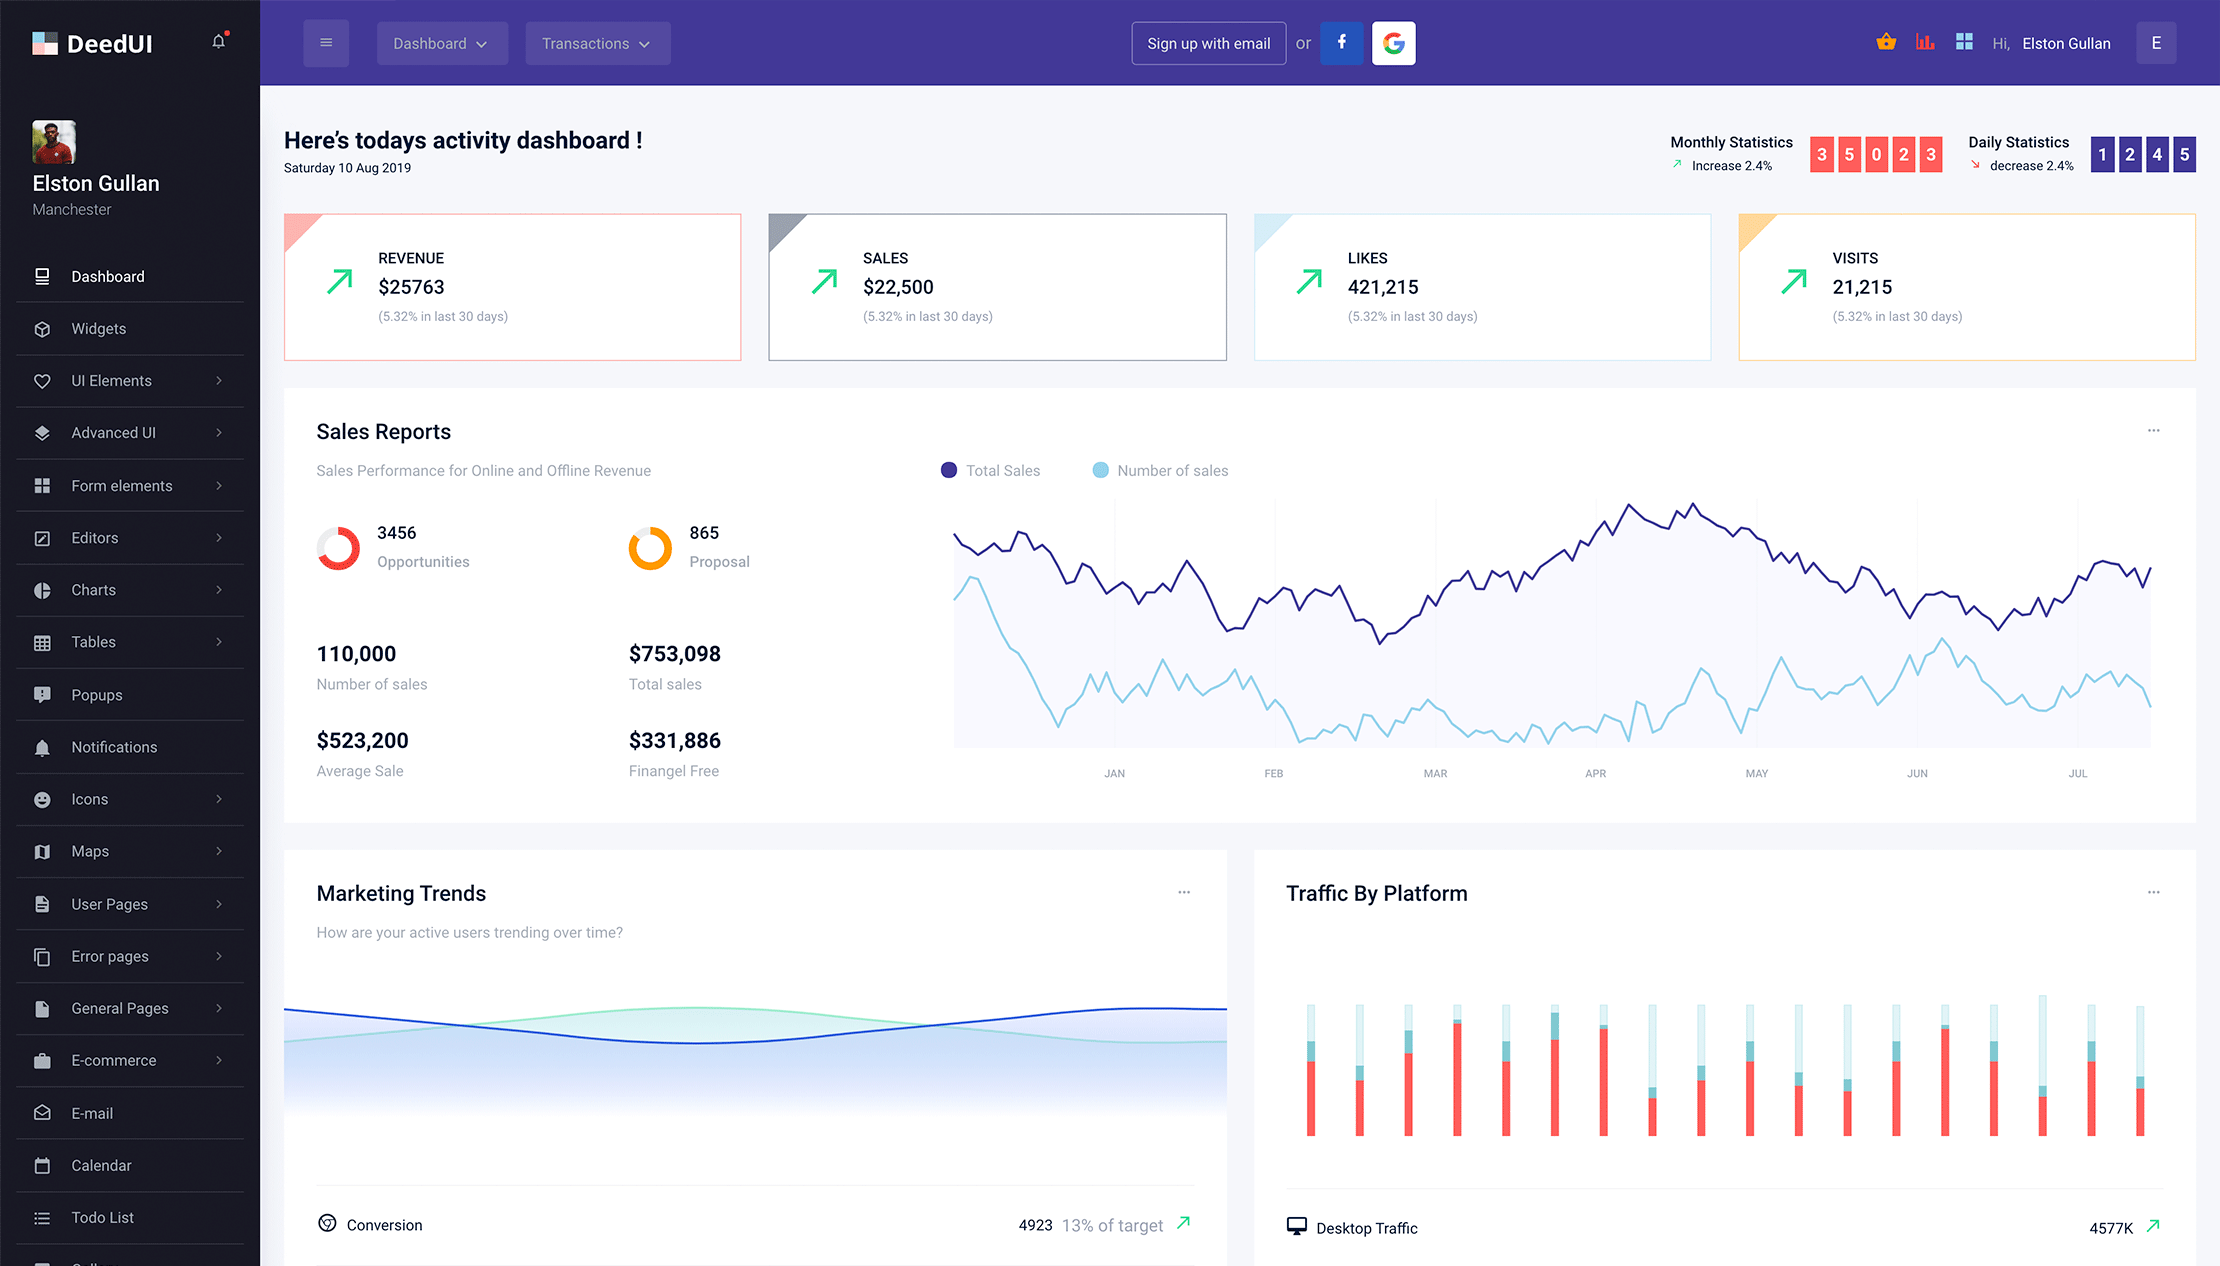 DeedUI
Dashboard
Transactions
Sign up with email
or
f
G
Hi, Elston Gullan
E
Elston Gullan
Manchester
Dashboard
Widgets
UI Elements
Advanced UI
Form elements
Editors
Charts
Tables
Popups
Notifications
Icons
Maps
User Pages
Error pages
General Pages
E-commerce
E-mail
Calendar
Todo List
Here's todays activity dashboard !
Saturday 10 Aug 2019
Monthly Statistics
Increase 2.4%
3 5 0 2 3
Daily Statistics
decrease 2.4%
1 2 4 5
REVENUE
$25763
(5.32% in last 30 days)
SALES
$22,500
(5.32% in last 30 days)
LIKES
421,215
(5.32% in last 30 days)
VISITS
21,215
(5.32% in last 30 days)
Sales Reports
Sales Performance for Online and Offline Revenue
3456
Opportunities
865
Proposal
110,000
Number of sales
$753,098
Total sales
$523,200
Average Sale
$331,886
Finangel Free
Total Sales
Number of sales
JAN FEB MAR APR MAY JUN JUL
Marketing Trends
How are your active users trending over time?
Conversion
4923 13% of target
Traffic By Platform
Desktop Traffic
4577K